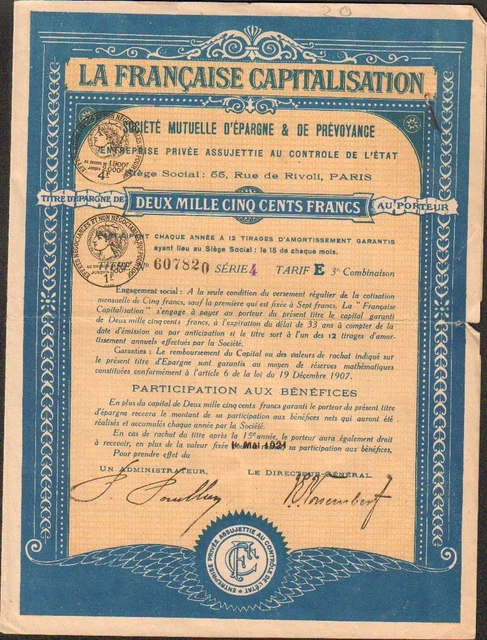 20
LA FRANÇAISE CAPITALISATION
SOCIÉTÉ MUTUELLE D'ÉPARGNE & DE PRÉVOYANCE
ENTREPRISE PRIVÉE ASSUJETTIE AU CONTROLE DE L'ÉTAT
Siège Social : 55, Rue de Rivoli, PARIS
TITRE D'ÉPARGNE DE DEUX MILLE CINQ CENTS FRANCS AU PORTEUR
CHAQUE ANNÉE A 12 TIRAGES D'AMORTISSEMENT GARANTIS
ayant lieu au Siège Social : le 15 de chaque mois.
No 607820 SÉRIE 4 TARIF E 3e Combinaison
Engagement social : A la seule condition du versement régulier de la cotisation
mensuelle de Cinq francs, sauf la première qui est fixée à Sept francs. La "Française
Capitalisation" s'engage à payer au porteur du présent titre le capital garanti
de Deux mille cinq cents francs, à l'expiration du délai de 33 ans à compter de la
date d'émission ou par anticipation si le titre sort à l'un des 12 tirages d'amor-
tissement annuels effectués par la Société.
Garanties : Le remboursement du Capital ou des valeurs de rachat indiqué sur
le présent titre d'Epargne sont garantis au moyen de réserves mathématiques
constituées conformément à l'article 6 de la loi du 19 Décembre 1907.
PARTICIPATION AUX BÉNÉFICES
En plus du capital de Deux mille cinq cents francs garanti le porteur du présent titre
d'épargne recevra le montant de sa participation aux bénéfices nets qui auront été
réalisés et accumulés chaque année par la Société.
En cas de rachat du titre après la 15e année, le porteur aura également droit
à recevoir, en plus de la valeur fixée sa participation aux bénéfices,
Pour prendre effet du 1er Mai 1921
UN ADMINISTRATEUR, LE DIRECTEUR-GÉNÉRAL
ENTREPRISE PRIVÉE ASSUJETTIE AU CONTRÔLE DE L'ÉTAT